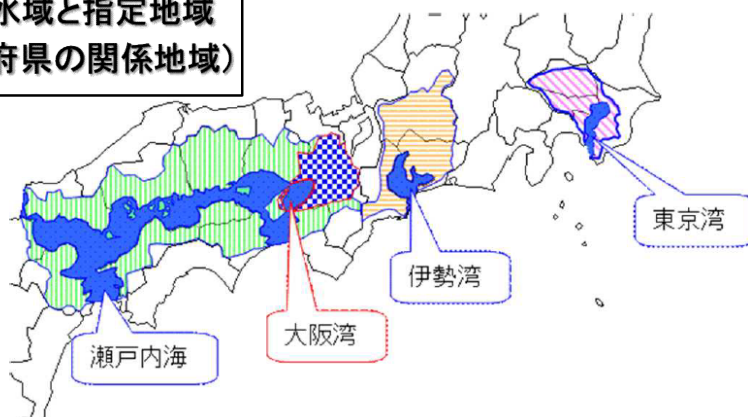 水域と指定地域
府県の関係地域)
東京湾
伊勢湾
大阪湾
瀬戸内海